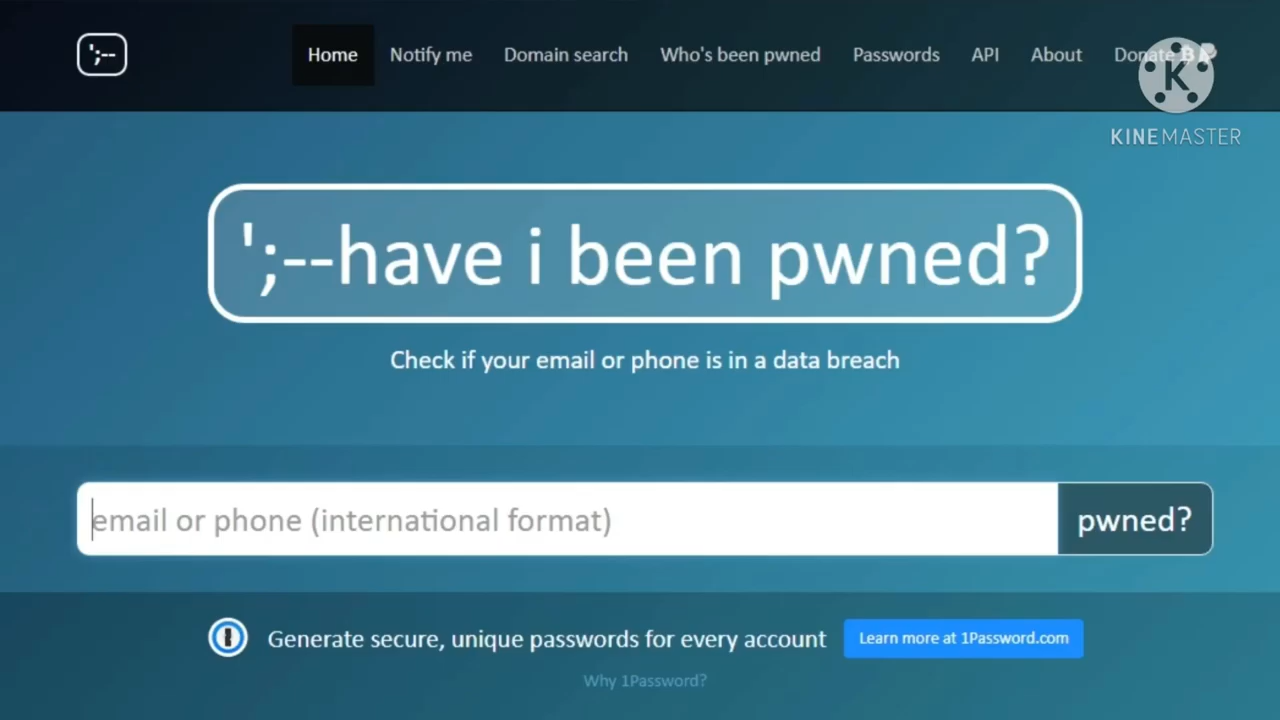 ';--
Home Notify me Domain search Who's been pwned Passwords API About Donate
K
KINEMASTER
';--have i been pwned?
Check if your email or phone is in a data breach
email or phone (international format) pwned?
Generate secure, unique passwords for every account Learn more at 1Password.com
Why 1Password?